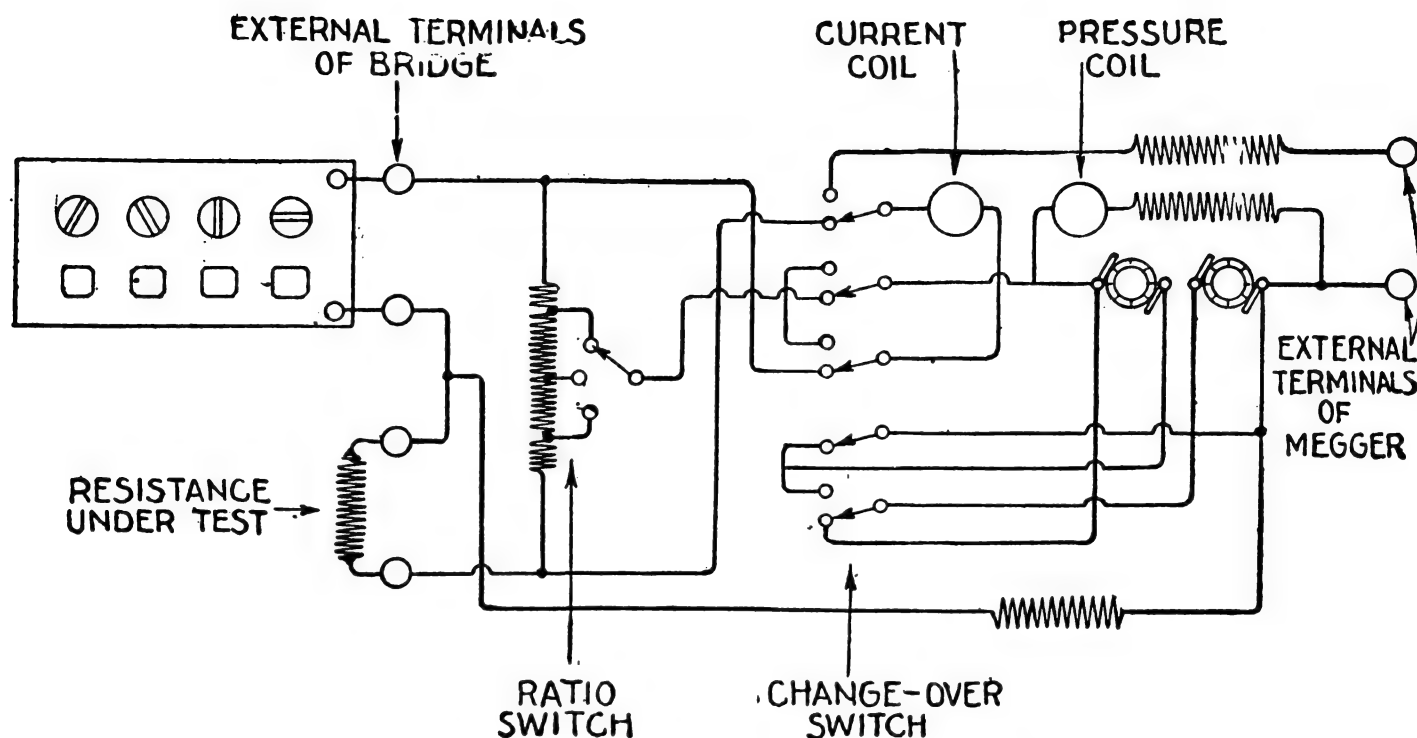 EXTERNAL TERMINALS
OF BRIDGE
CURRENT
COIL
PRESSURE
COIL
EXTERNAL
TERMINALS
OF
MEGGER
RESISTANCE
UNDER TEST
RATIO
SWITCH
CHANGE-OVER
SWITCH